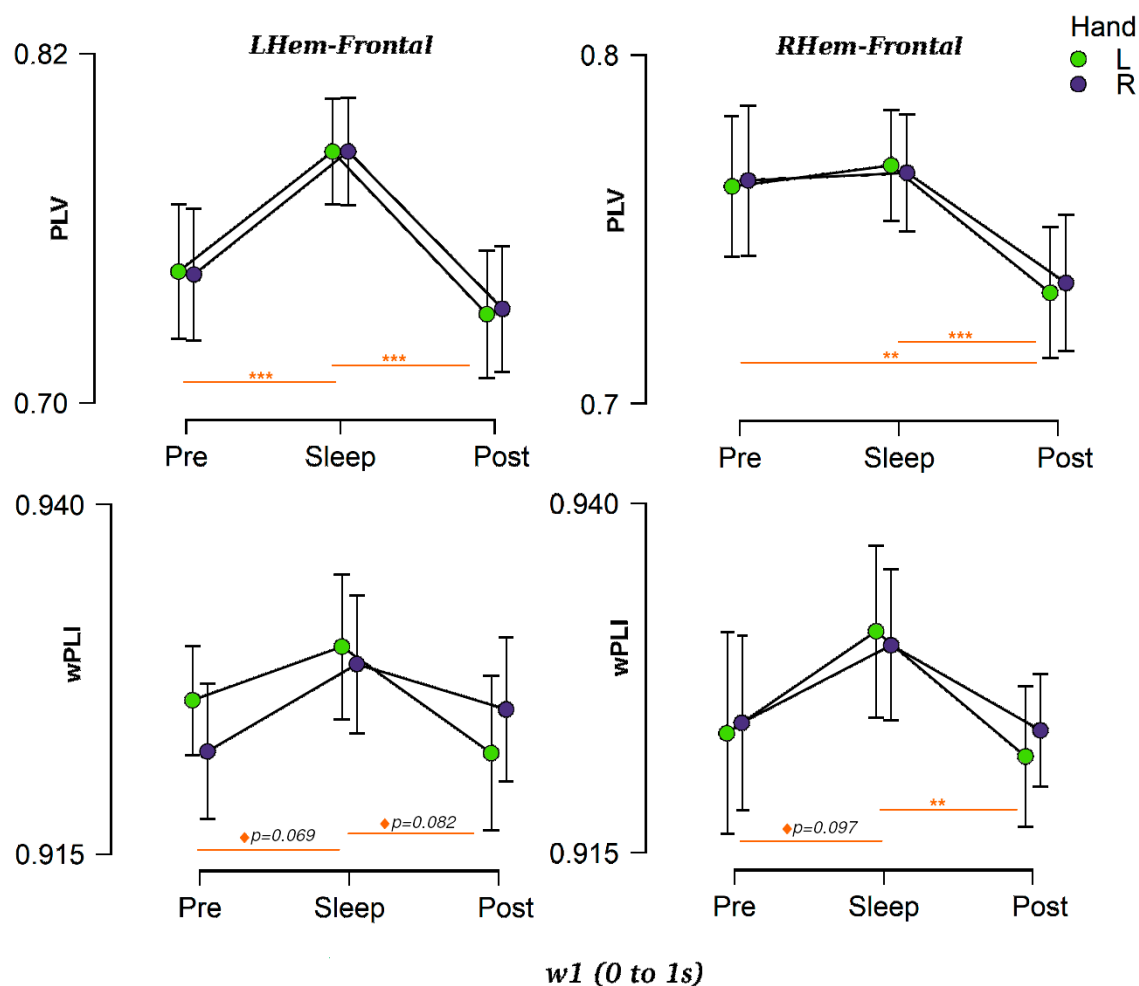 LHem-Frontal
RHem-Frontal
Hand
L
R
0.82
PLV
0.70
***
***
Pre Sleep Post
0.8
PLV
0.7
***
**
Pre Sleep Post
0.940
wPLI
0.915
◆p=0.069
◆p=0.082
Pre Sleep Post
0.940
wPLI
0.915
◆p=0.097
**
Pre Sleep Post
w1 (0 to 1s)